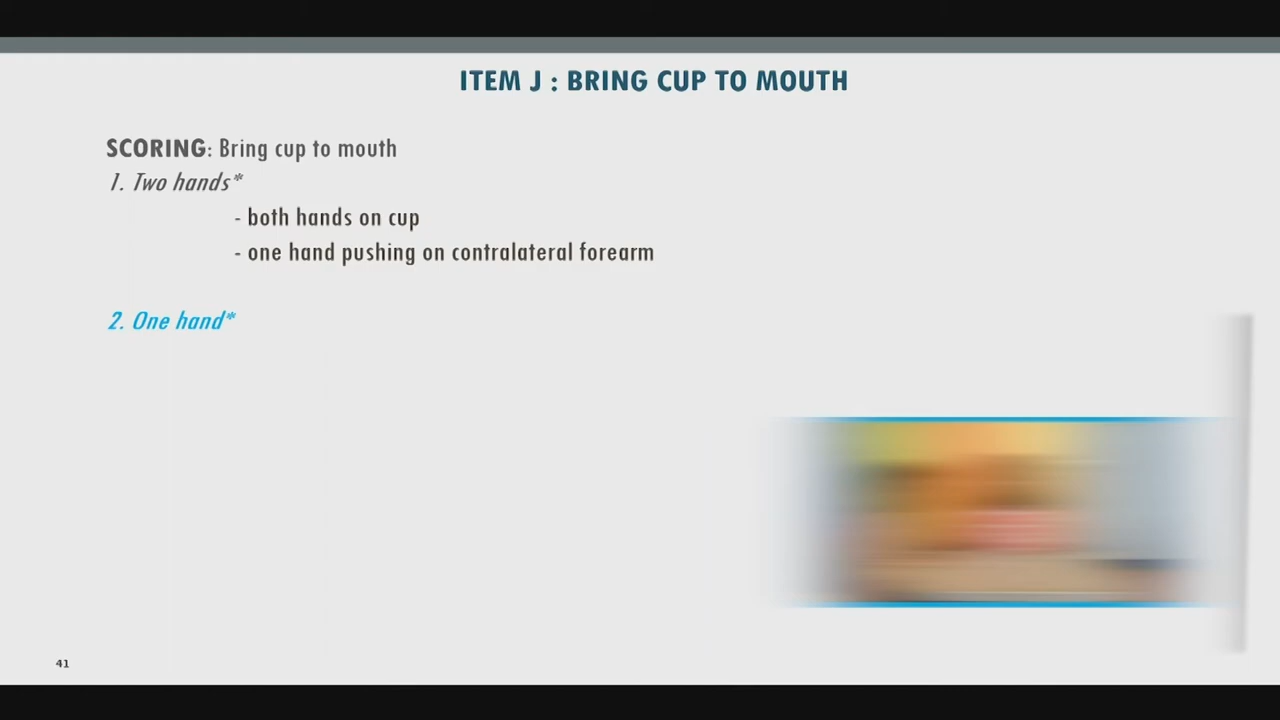 ITEM J : BRING CUP TO MOUTH
SCORING: Bring cup to mouth
1. Two hands*
- both hands on cup
- one hand pushing on contralateral forearm
2. One hand*
41